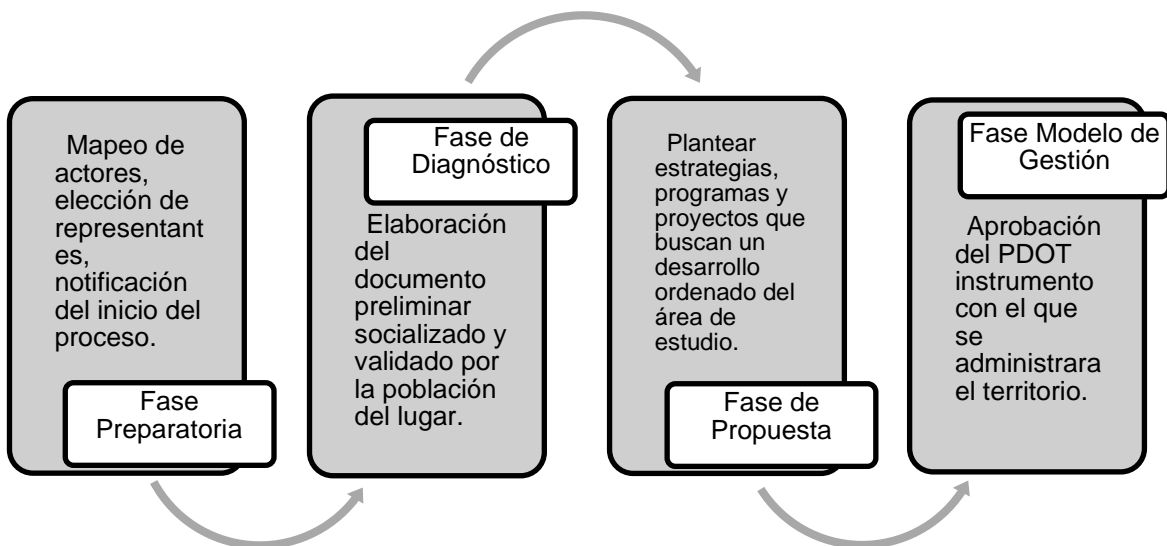 Mapeo de
actores,
elección de
representant
es,
notificación
del inicio del
proceso.
Fase
Preparatoria
Fase de
Diagnóstico
Elaboración
del
documento
preliminar
socializado y
validado por
la población
del lugar.
Plantear
estrategias,
programas y
proyectos que
buscan un
desarrollo
ordenado del
área de
estudio.
Fase de
Propuesta
Fase Modelo de
Gestión
Aprobación
del PDOT
instrumento
con el que
se
administrara
el territorio.